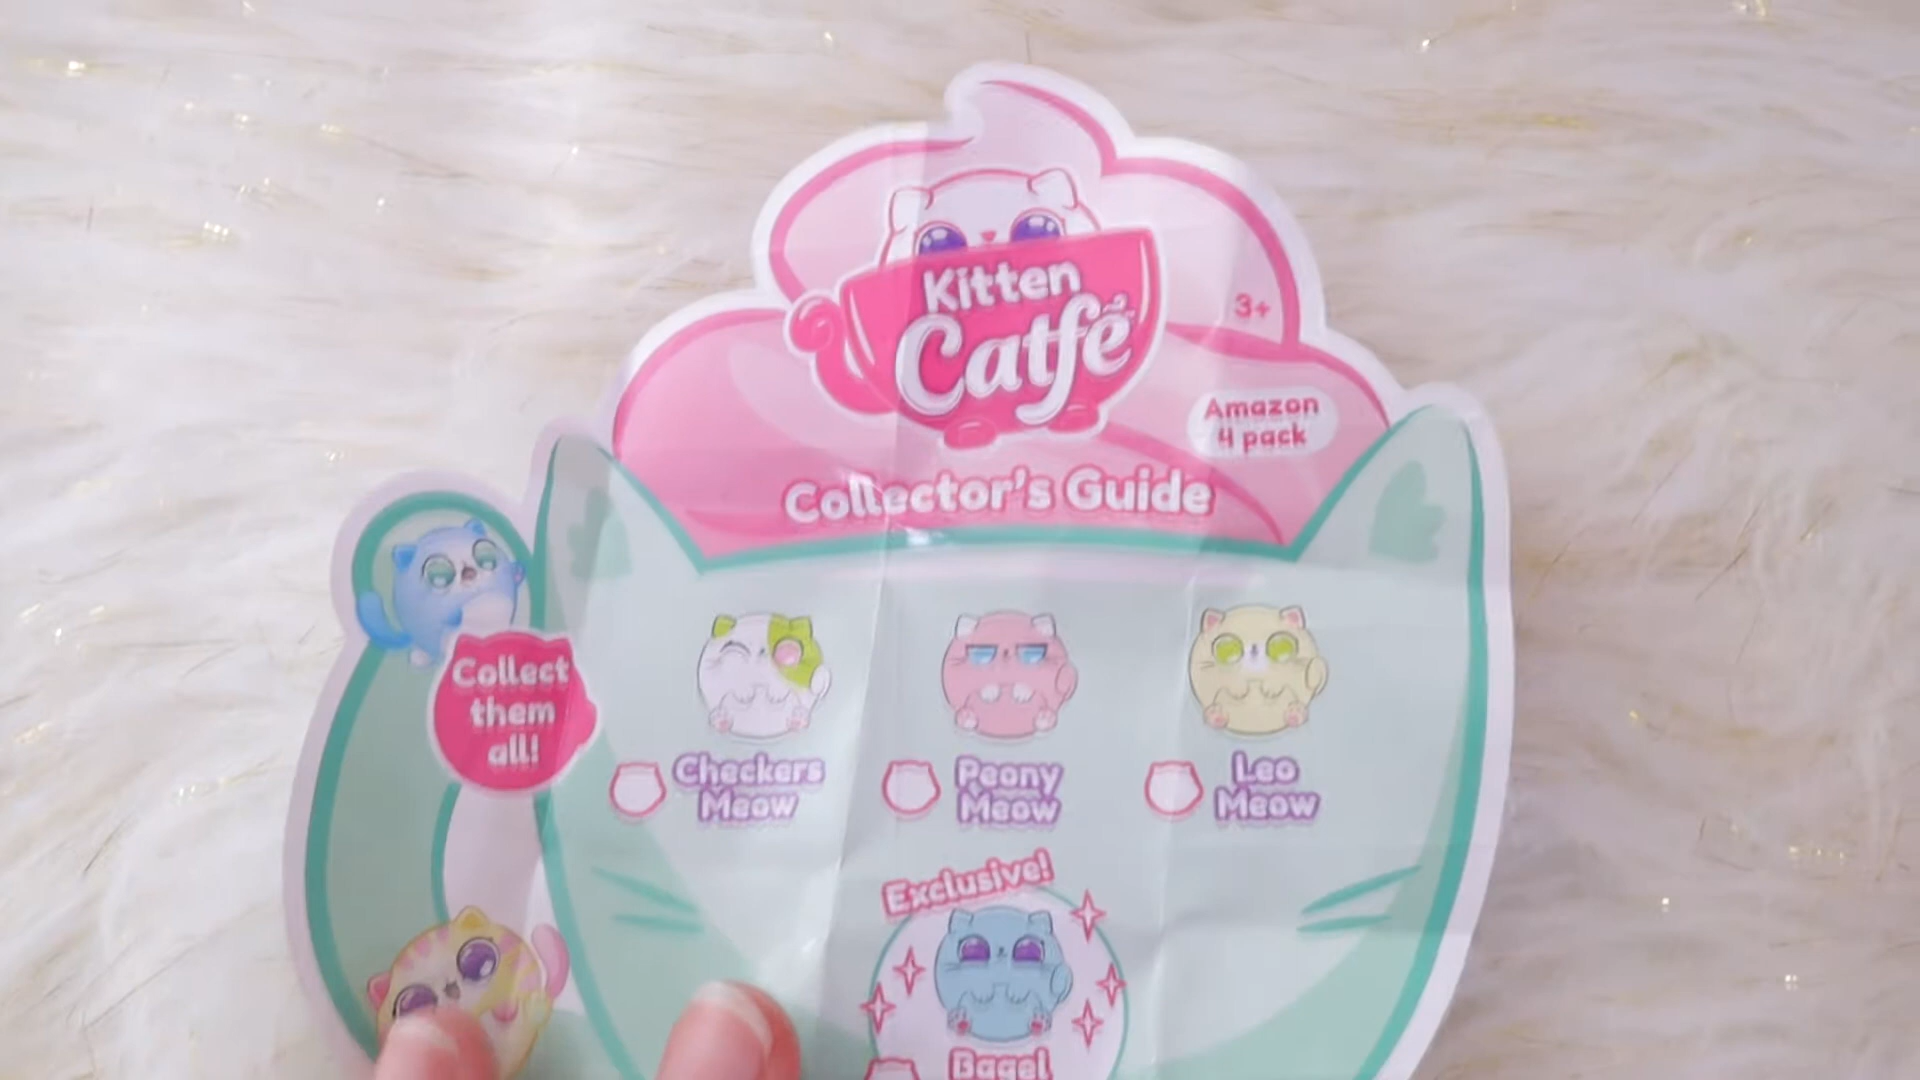 Kitten
Catfé
3+
Amazon
4 pack
Collector's Guide
Collect
them
all!
Checkers
Meow
Peony
Meow
Leo
Meow
Exclusive!
Bagel